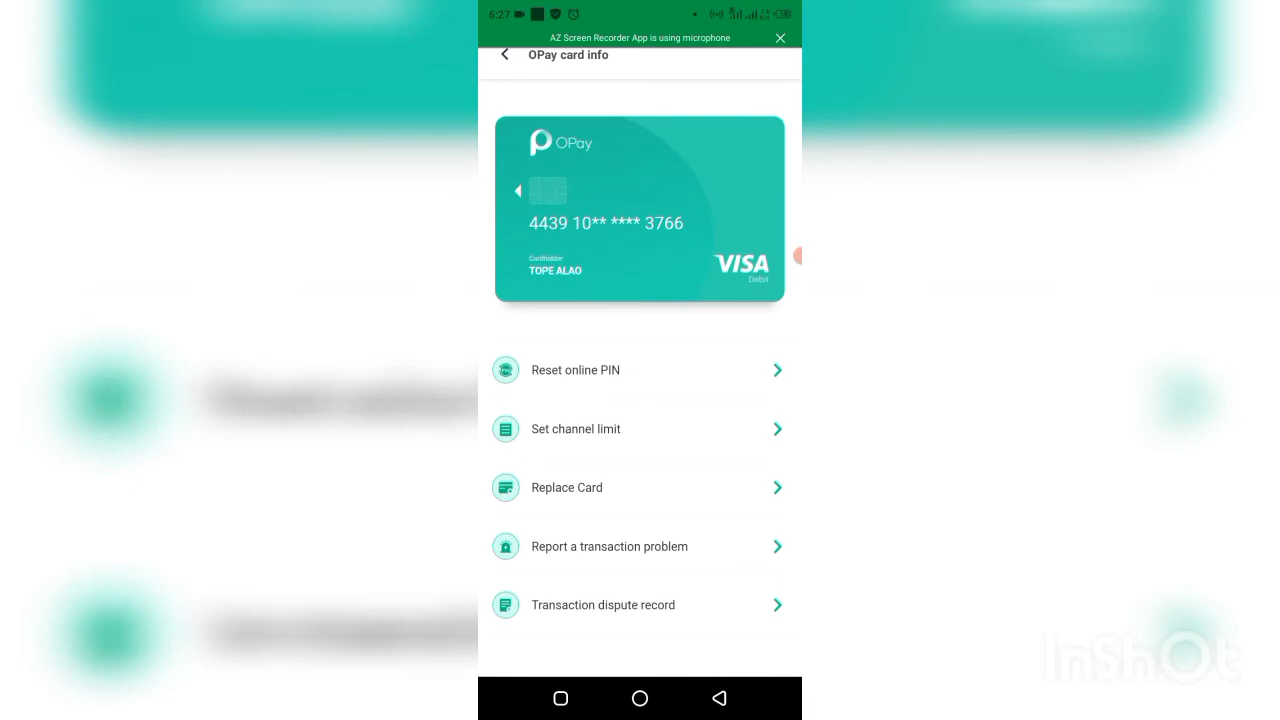 6:27
AZ Screen Recorder App is using microphone
OPay card info
OPay
4439 10** **** 3766
Cardholder
TOPE ALAO
VISA
Debit
Reset online PIN
Set channel limit
Replace Card
Report a transaction problem
Transaction dispute record
InShOt